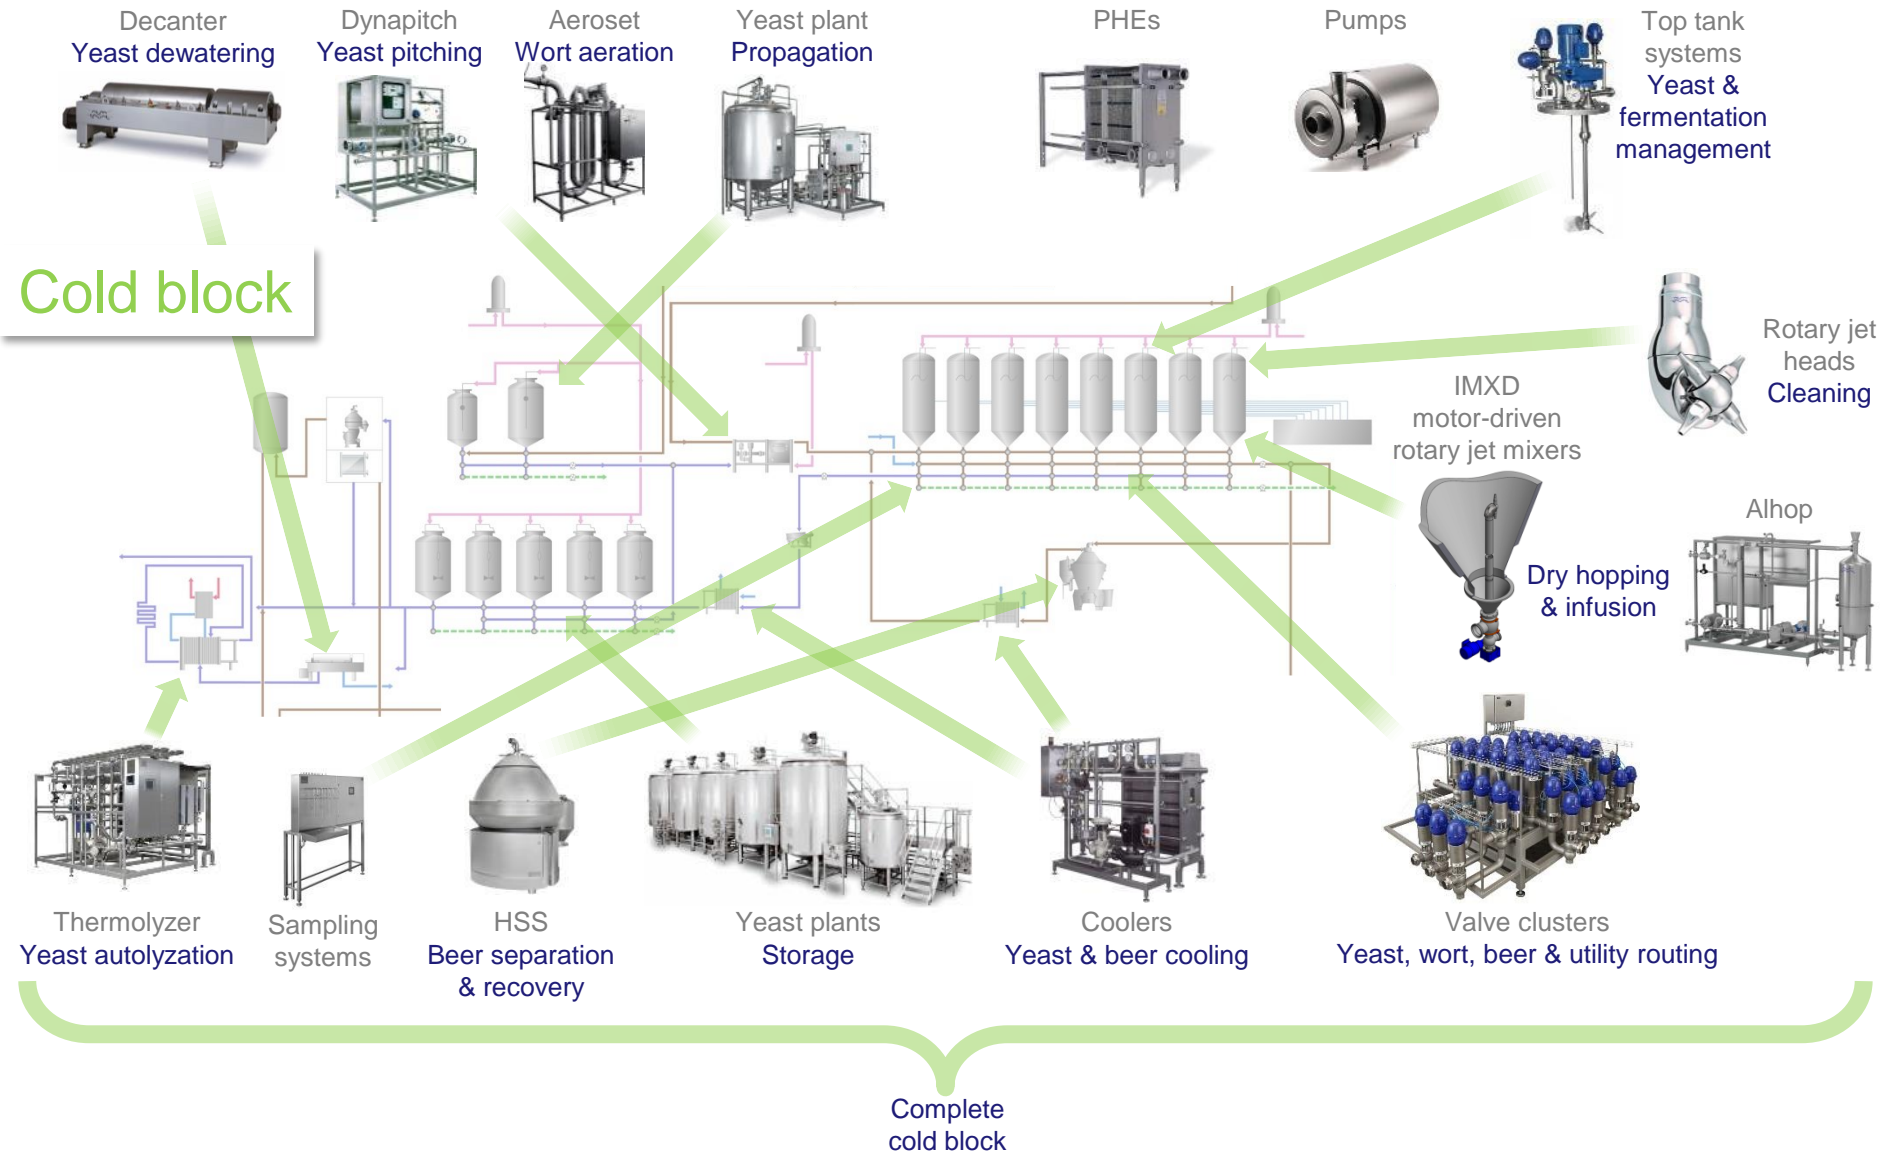 Decanter
Yeast dewatering
Dynapitch
Yeast pitching
Aeroset
Wort aeration
Yeast plant
Propagation
PHEs
Pumps
Top tank
systems
Yeast &
fermentation
management
Cold block
Rotary jet
heads
Cleaning
IMXD
motor-driven
rotary jet mixers
Alhop
Dry hopping
& infusion
Thermolyzer
Yeast autolyzation
Sampling
systems
HSS
Beer separation
& recovery
Yeast plants
Storage
Coolers
Yeast & beer cooling
Valve clusters
Yeast, wort, beer & utility routing
Complete
cold block